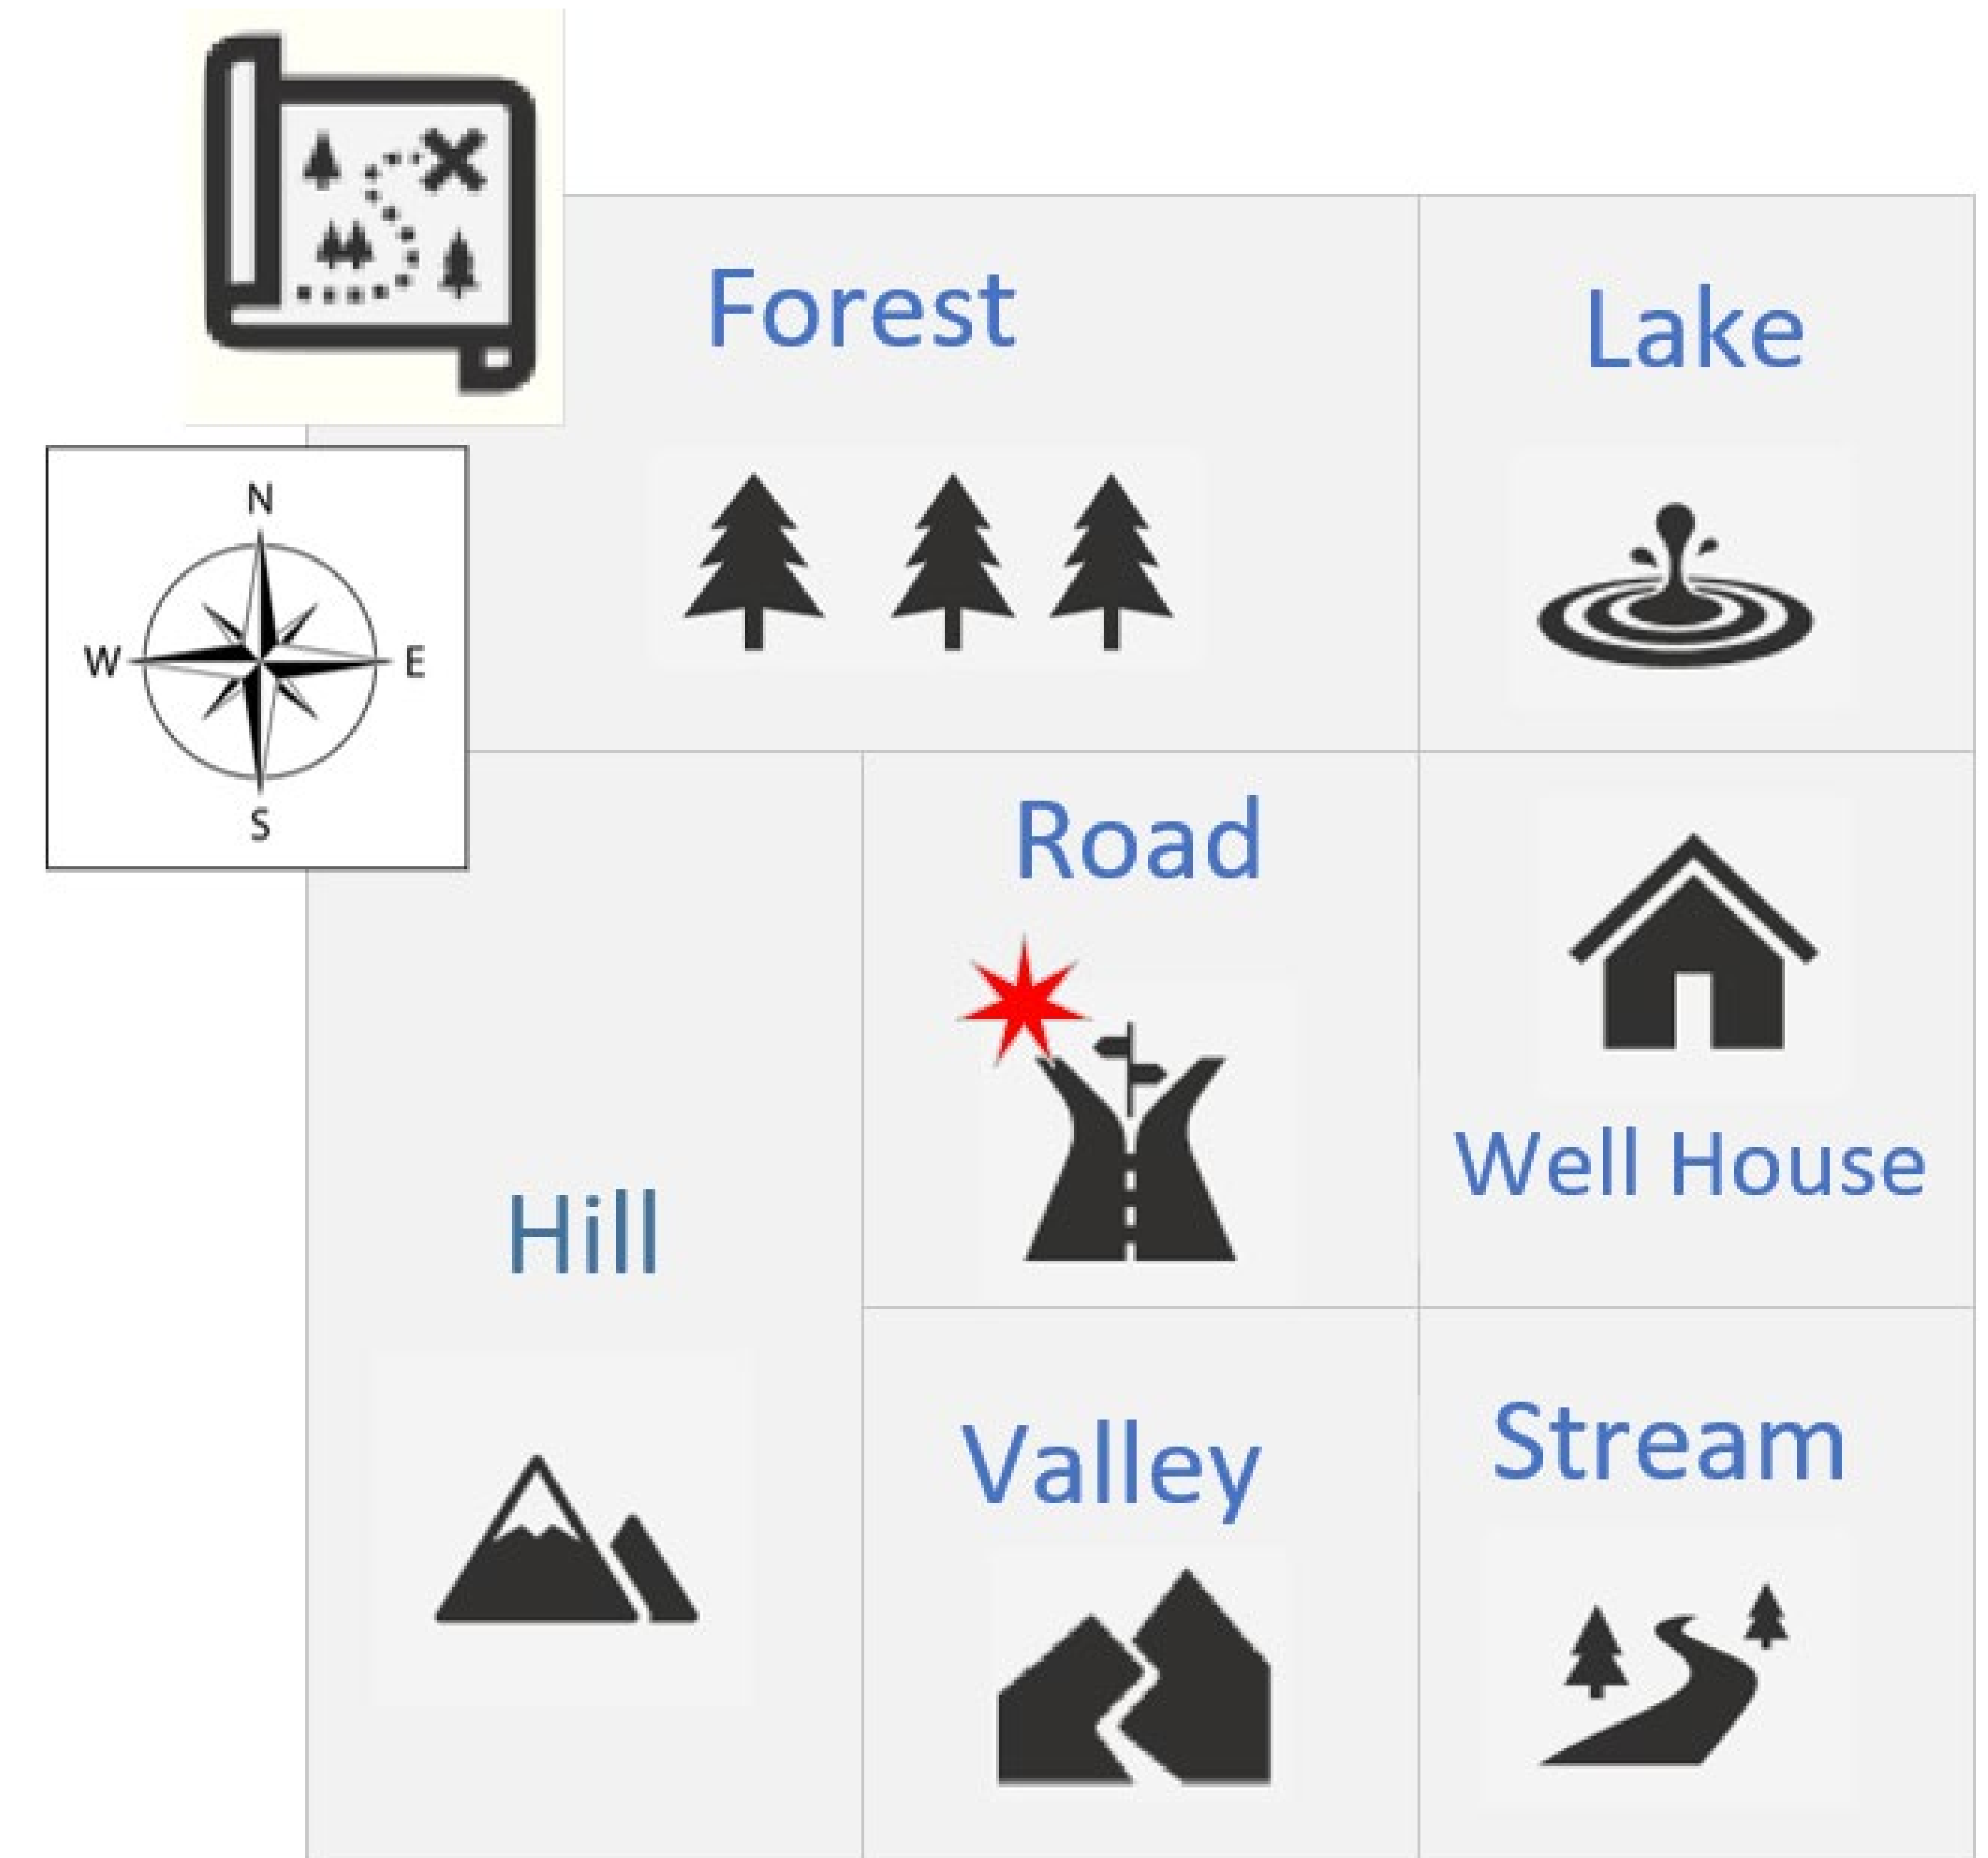 Forest
Lake
N
W E
S
Road
Well House
Hill
Valley
Stream